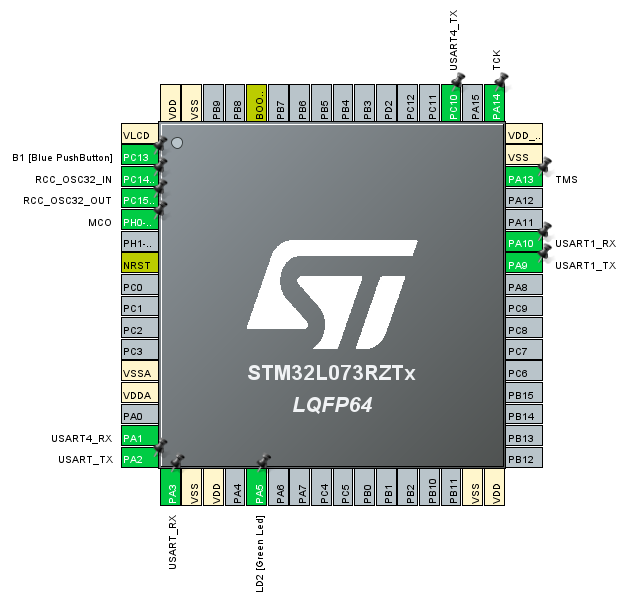 USART4_TX
TCK
VDD
VSS
PB9
PB8
BOO..
PB7
PB6
PB5
PB4
PB3
PD2
PC12
PC11
PC10
PA15
PA14
VLCD
B1 [Blue PushButton] PC13..
RCC_OSC32_IN PC14..
RCC_OSC32_OUT PC15..
MCO PH0-..
PH1-..
NRST
PC0
PC1
PC2
PC3
VSSA
VDDA
PA0
USART4_RX PA1
USART_TX PA2
VDD_..
VSS
PA13 TMS
PA12
PA11
PA10 USART1_RX
PA9 USART1_TX
PA8
PC9
PC8
PC7
PC6
PB15
PB14
PB13
PB12
ST
STM32L073RZTx
LQFP64
PA3
VSS
VDD
PA4
PA5
PA6
PA7
PC4
PC5
PB0
PB1
PB2
PB10
PB11
VSS
VDD
USART_RX
LD2 [Green Led]